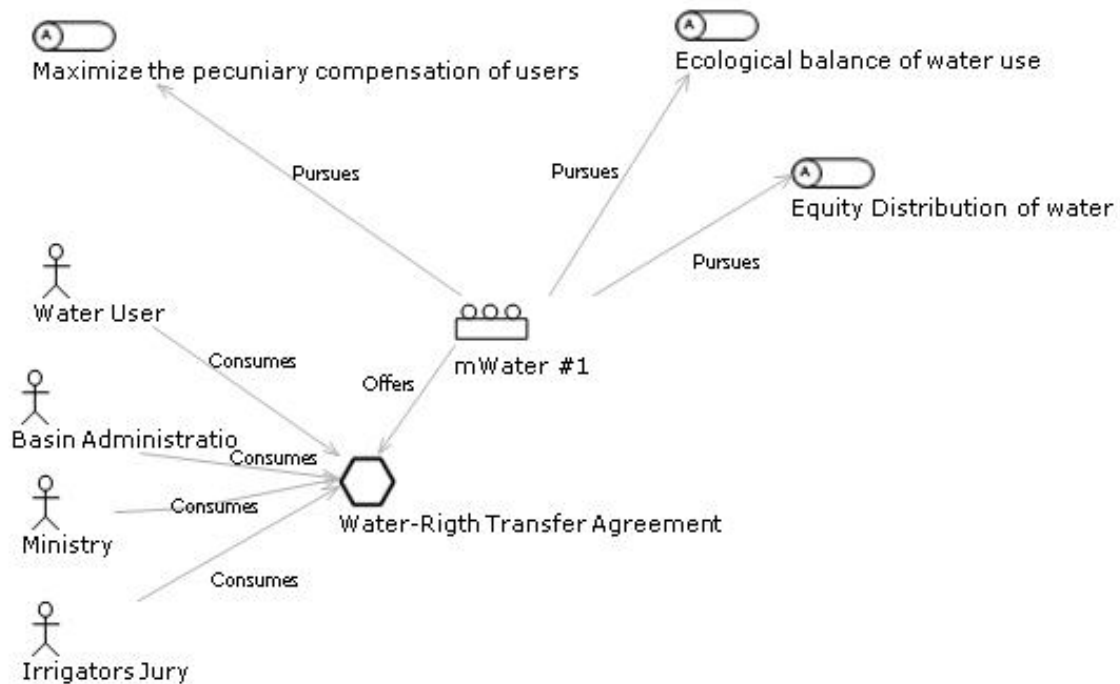 A
Maximize the pecuniary compensation of users
A
Ecological balance of water use
Pursues
Pursues
A
Equity Distribution of water
Pursues
Water User
Consumes
mWater #1
Offers
Basin Administratio
Consumes
Consumes
Ministry
Water-Rigth Transfer Agreement
Consumes
Irrigators Jury